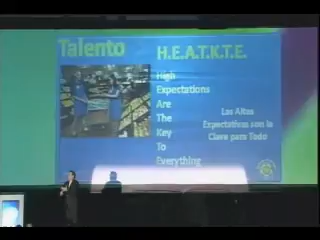 Talento
H.E.A.T.K.T.E.
High
Expectations
Are
The
Key
To
Everything
Las Altas
Expectativas son la
Clave para Todo